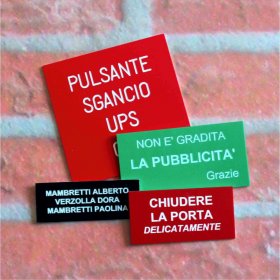 PULSANTE
SGANCIO
UPS
NON E' GRADITA
LA PUBBLICITA'
Grazie
MAMBRETTI ALBERTO
VERZOLLA DORA
MAMBRETTI PAOLINA
CHIUDERE
LA PORTA
DELICATAMENTE